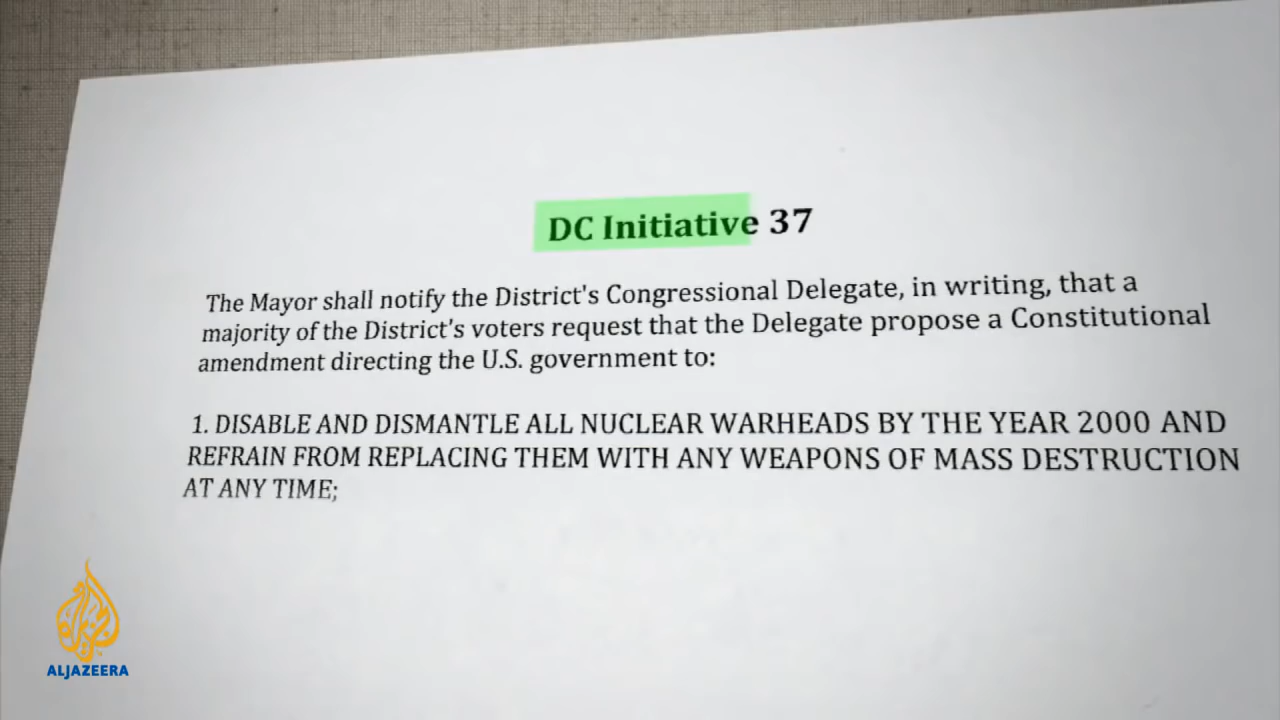 DC Initiative 37
The Mayor shall notify the District's Congressional Delegate, in writing, that a
majority of the District's voters request that the Delegate propose a Constitutional
amendment directing the U.S. government to:
1. DISABLE AND DISMANTLE ALL NUCLEAR WARHEADS BY THE YEAR 2000 AND
REFRAIN FROM REPLACING THEM WITH ANY WEAPONS OF MASS DESTRUCTION
AT ANY TIME;
ALJAZEERA